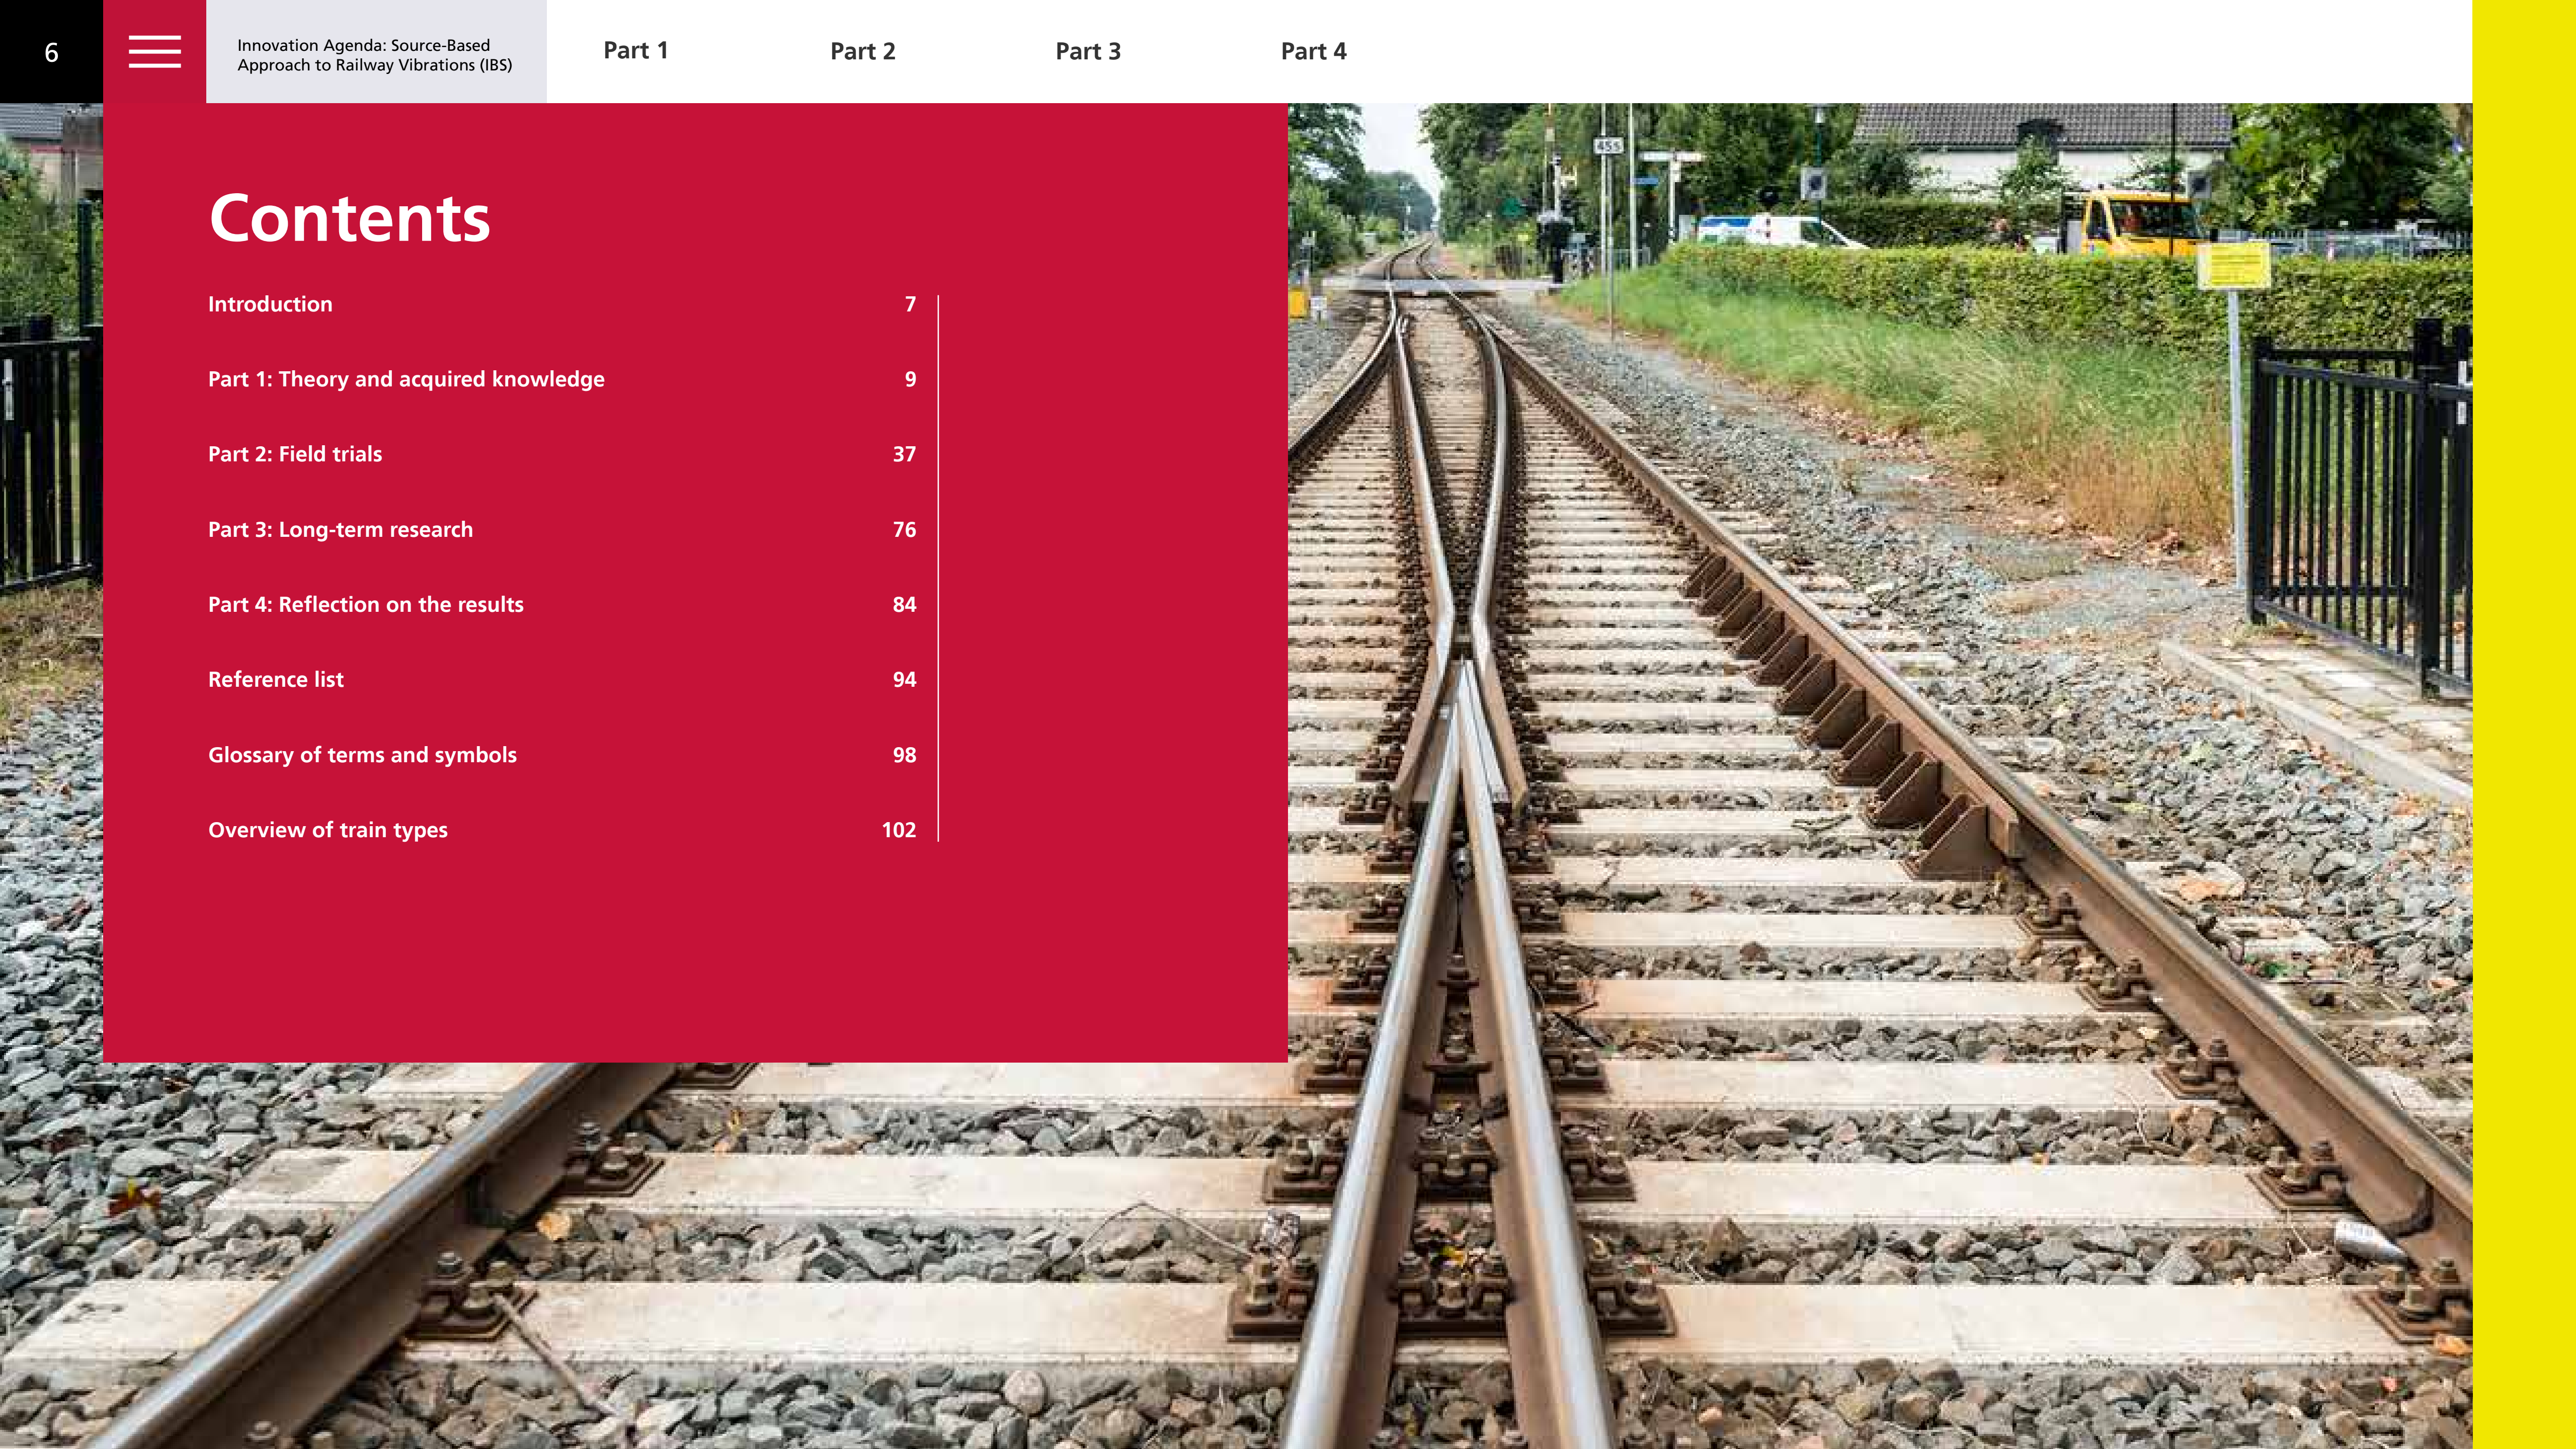 6
Innovation Agenda: Source-Based
Approach to Railway Vibrations (IBS)
Part 1
Part 2
Part 3
Part 4
Contents
Introduction 7
Part 1: Theory and acquired knowledge 9
Part 2: Field trials 37
Part 3: Long-term research 76
Part 4: Reflection on the results 84
Reference list 94
Glossary of terms and symbols 98
Overview of train types 102
455